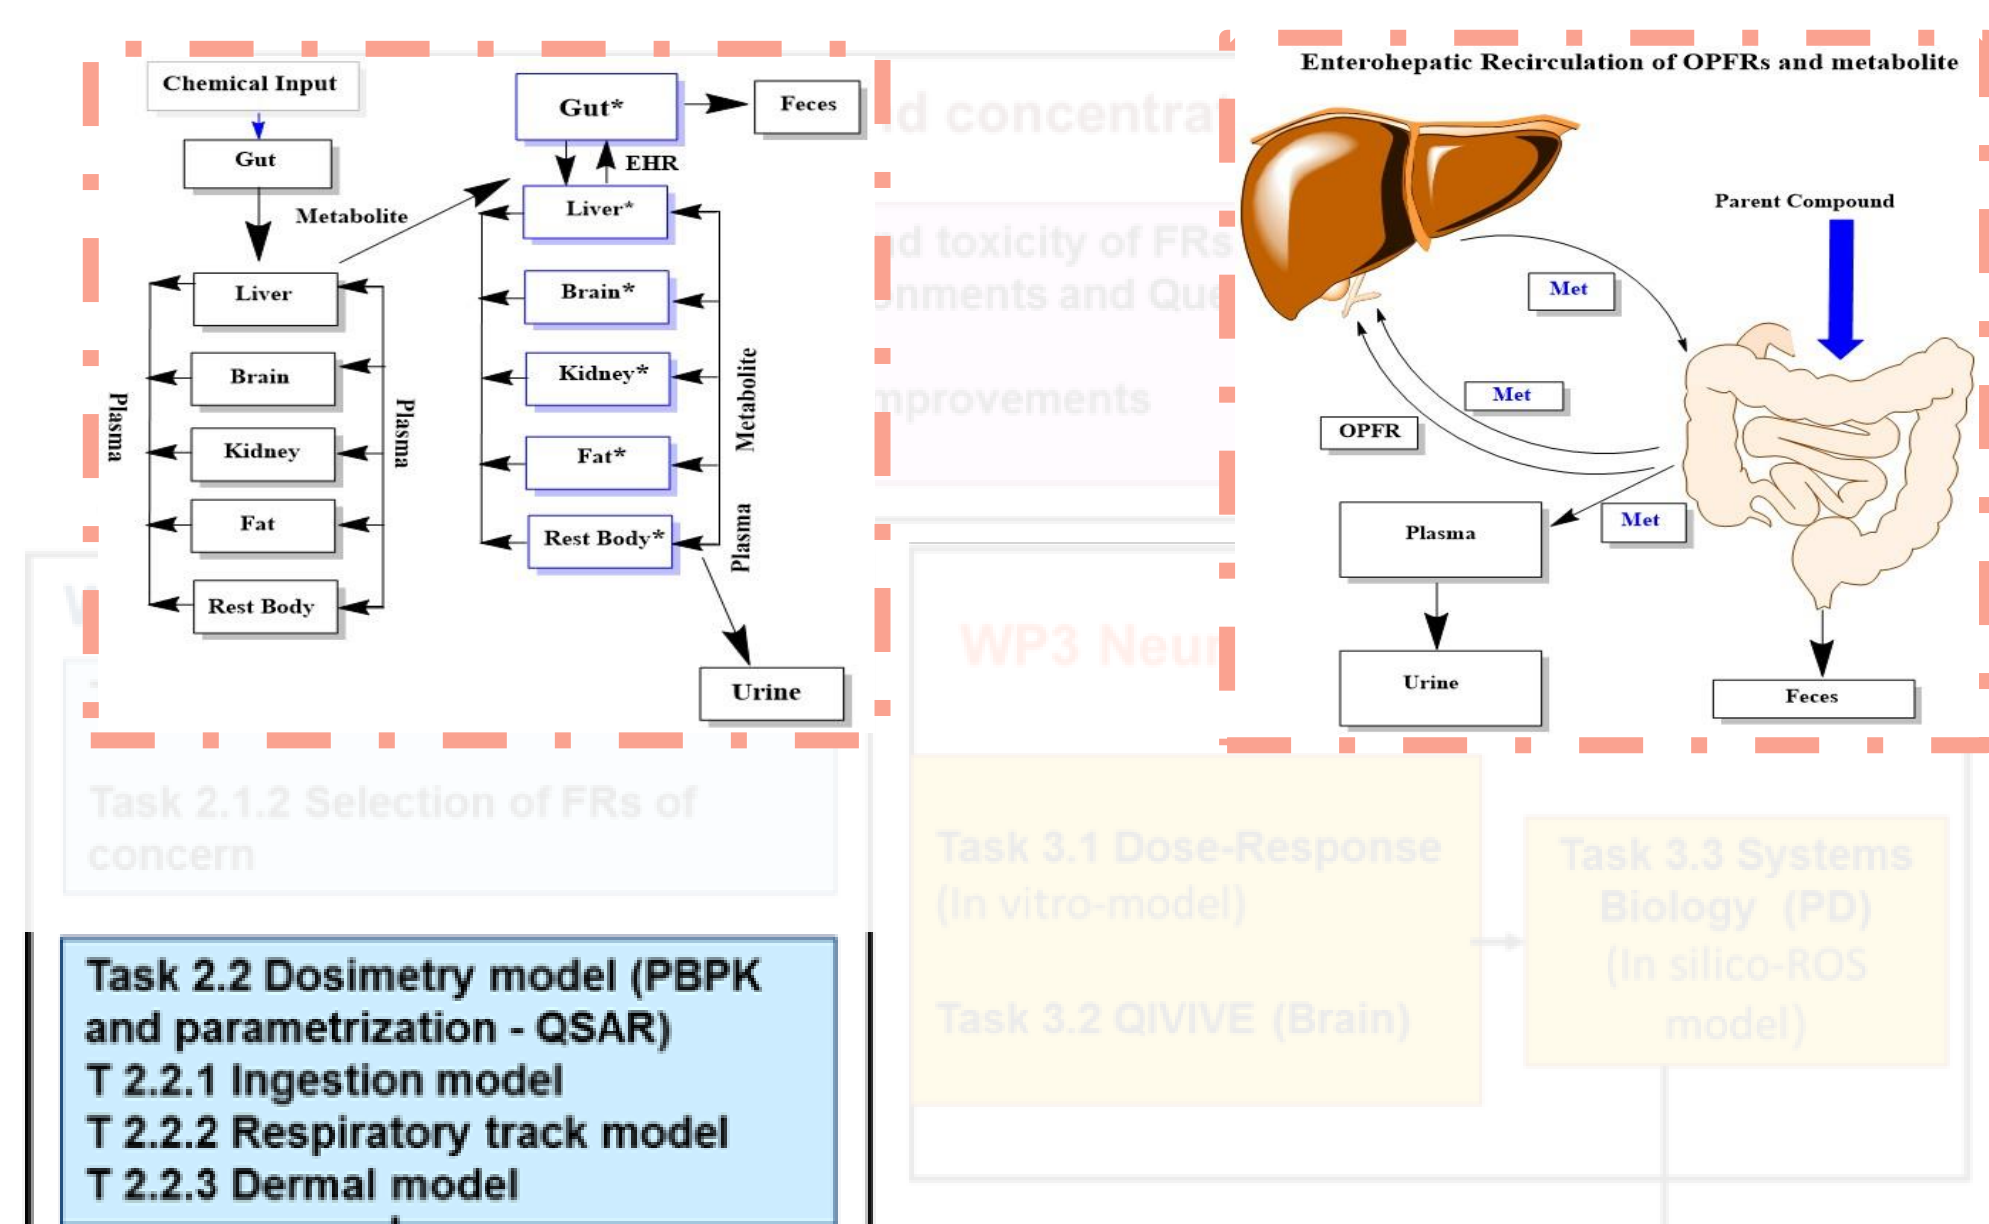 Chemical Input
Gut
Metabolite
Liver
Brain
Kidney
Fat
Rest Body
Plasma
Plasma
Gut*
Feces
EHR
Liver*
Brain*
Kidney*
Fat*
Rest Body*
Metabolite
Plasma
Urine
Enterohepatic Recirculation of OPFRs and metabolite
Parent Compound
Met
Met
OPFR
Met
Plasma
Urine
Feces
concentra
d toxicity of FRs
onments and Que
mprovements
WP3 Neur
Task 2.1.2 Selection of FRs of
concern
Task 2.2 Dosimetry model (PBPK
and parametrization - QSAR)
T 2.2.1 Ingestion model
T 2.2.2 Respiratory track model
T 2.2.3 Dermal model
Task 3.1 Dose-Response
(In vitro-model)
Task 3.2 QIVIVE (Brain)
Task 3.3 Systems
Biology (PD)
(In silico-ROS
model)